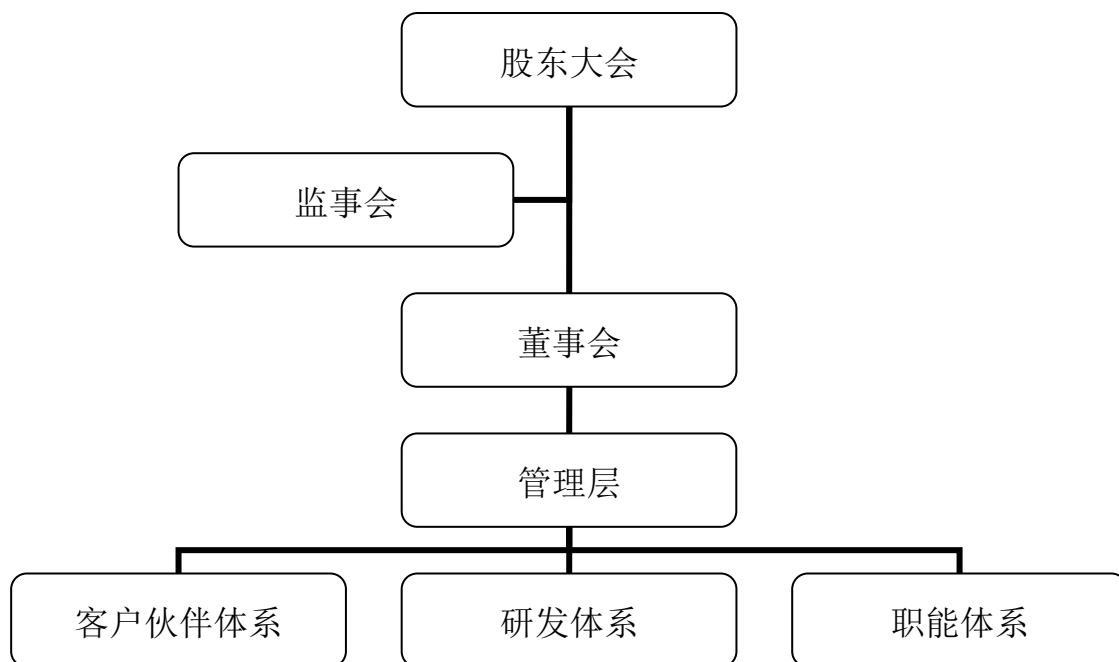 股东大会
监事会
董事会
管理层
客户伙伴体系
研发体系
职能体系